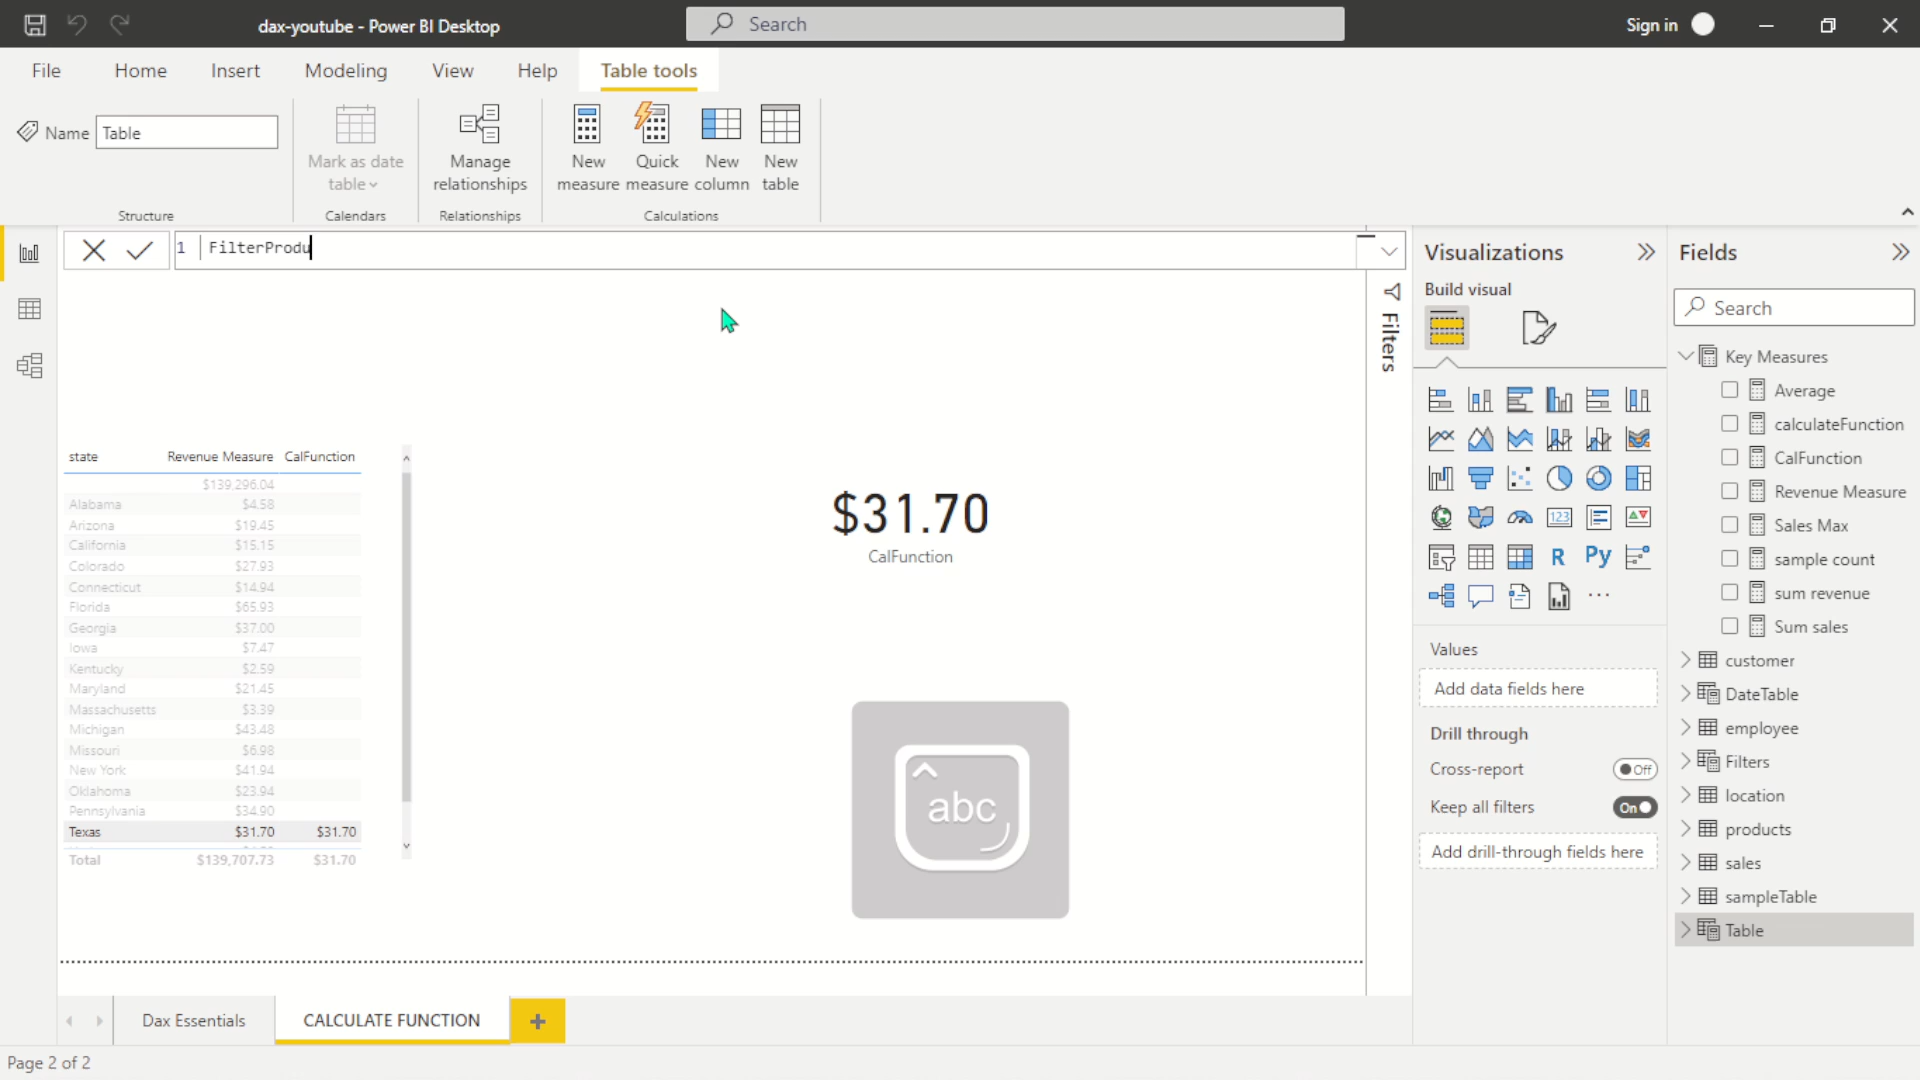 dax-youtube - Power BI Desktop
Search
Sign in
File Home Insert Modeling View Help Table tools
Name Table
Mark as date table
Manage relationships
New measure
Quick measure
New column
New table
Structure Calendars Relationships Calculations
1 FilterProdu
Filters
state Revenue Measure CalFunction
$139,296.04
Alabama $4.58
Arizona $19.45
California $15.15
Colorado $27.93
Connecticut $14.94
Florida $65.93
Georgia $37.00
Iowa $7.47
Kentucky $2.59
Maryland $21.45
Massachusetts $3.39
Michigan $43.48
Missouri $6.98
New York $41.94
Oklahoma $23.94
Pennsylvania $34.90
Texas $31.70 $31.70
Total $139,707.73 $31.70
$31.70
CalFunction
abc
Visualizations
Build visual
123
R Py
Values
Add data fields here
Drill through
Cross-report Off
Keep all filters On
Add drill-through fields here
Fields
Search
Key Measures
Average
calculateFunction
CalFunction
Revenue Measure
Sales Max
sample count
sum revenue
Sum sales
customer
DateTable
employee
Filters
location
products
sales
sampleTable
Table
Dax Essentials CALCULATE FUNCTION
Page 2 of 2